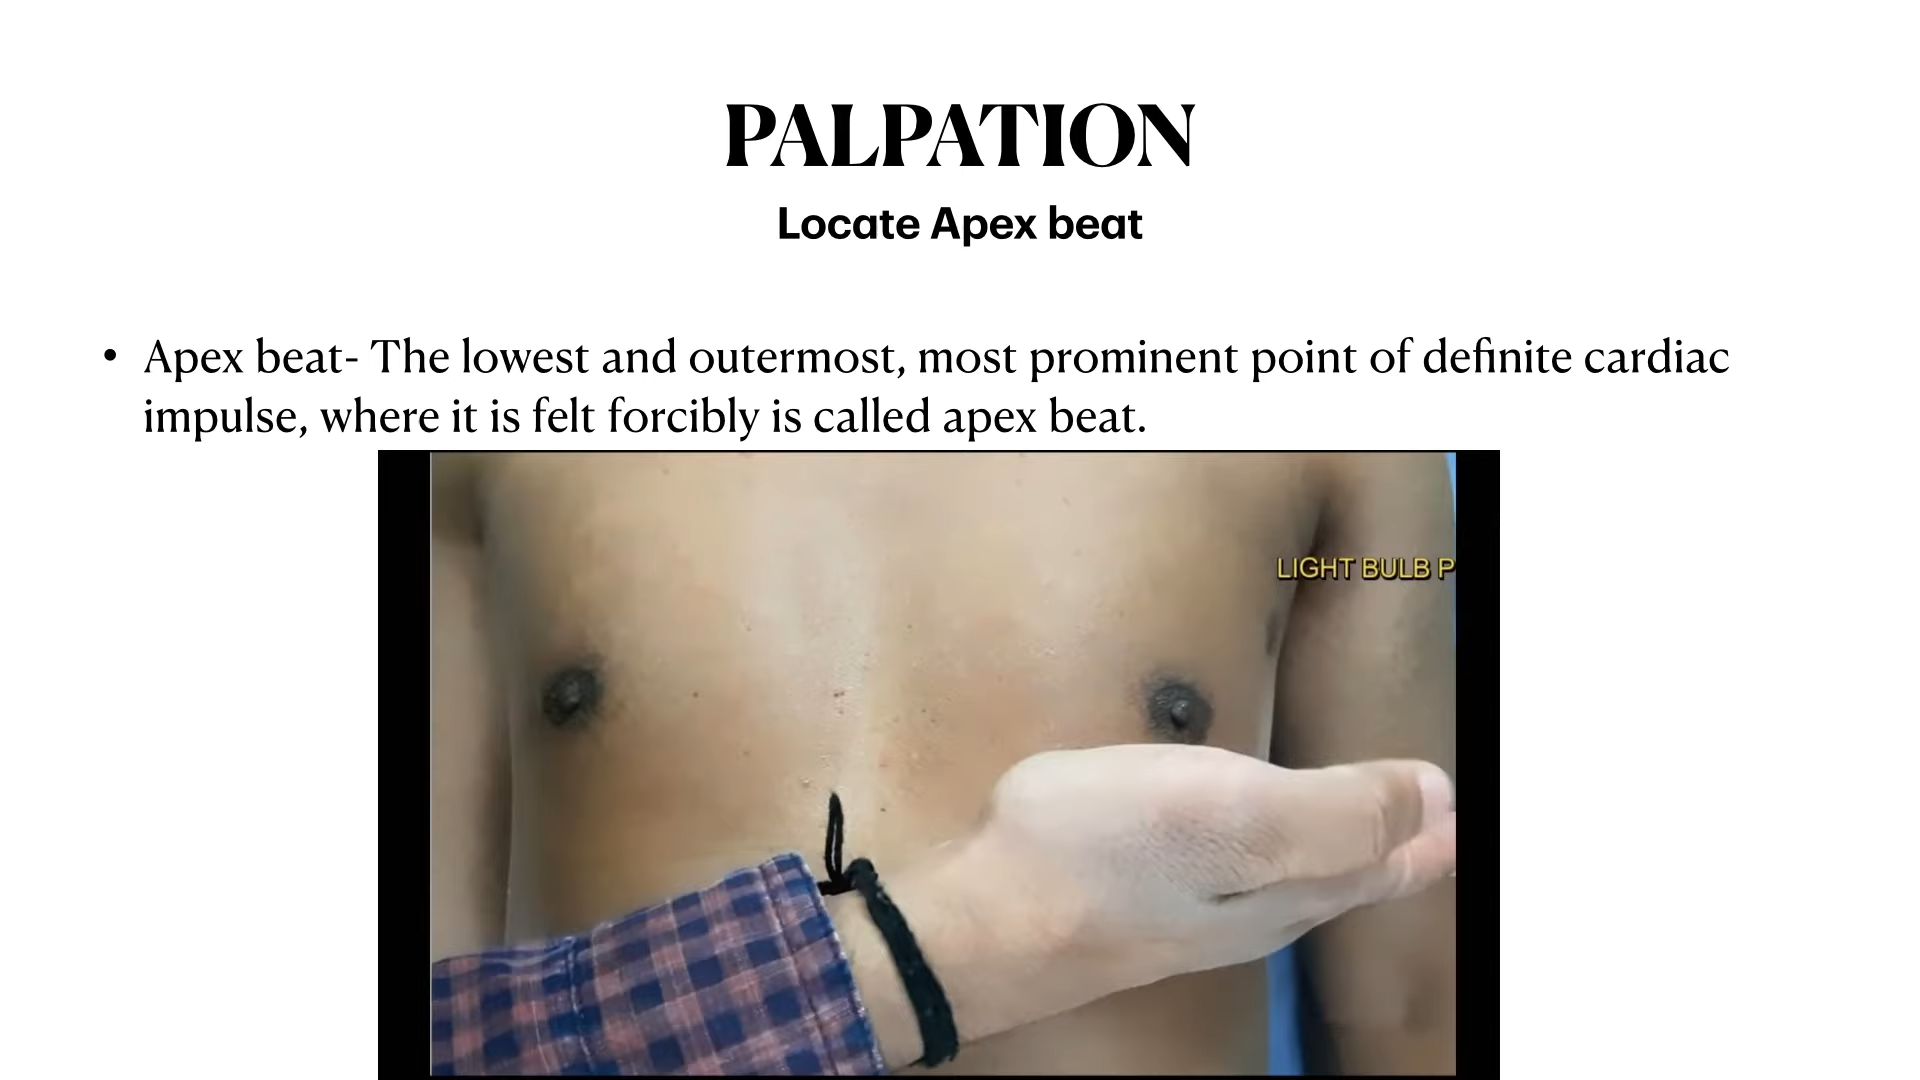 PALPATION
Locate Apex beat
• Apex beat- The lowest and outermost, most prominent point of definite cardiac
impulse, where it is felt forcibly is called apex beat.
LIGHT BULB P